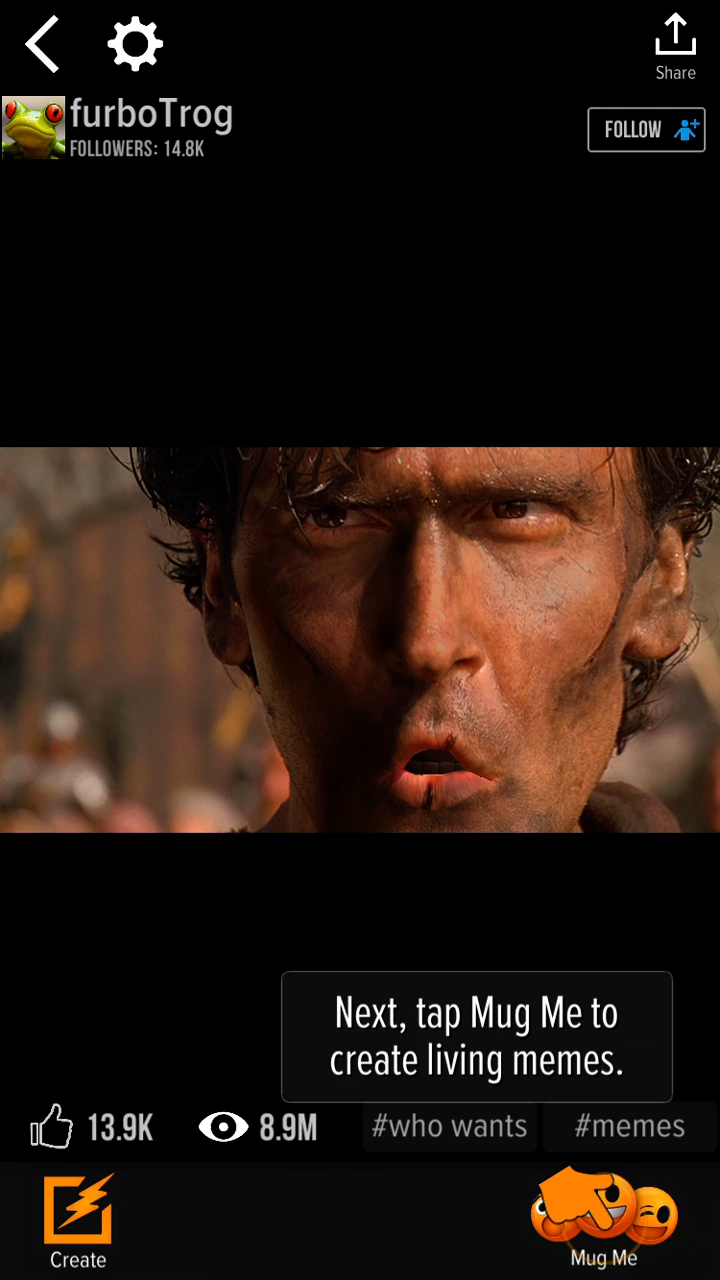 Share
furboTrog
FOLLOWERS: 14.8K
FOLLOW
Next, tap Mug Me to
create living memes.
13.9K
8.9M
#who wants
#memes
Create
Mug Me